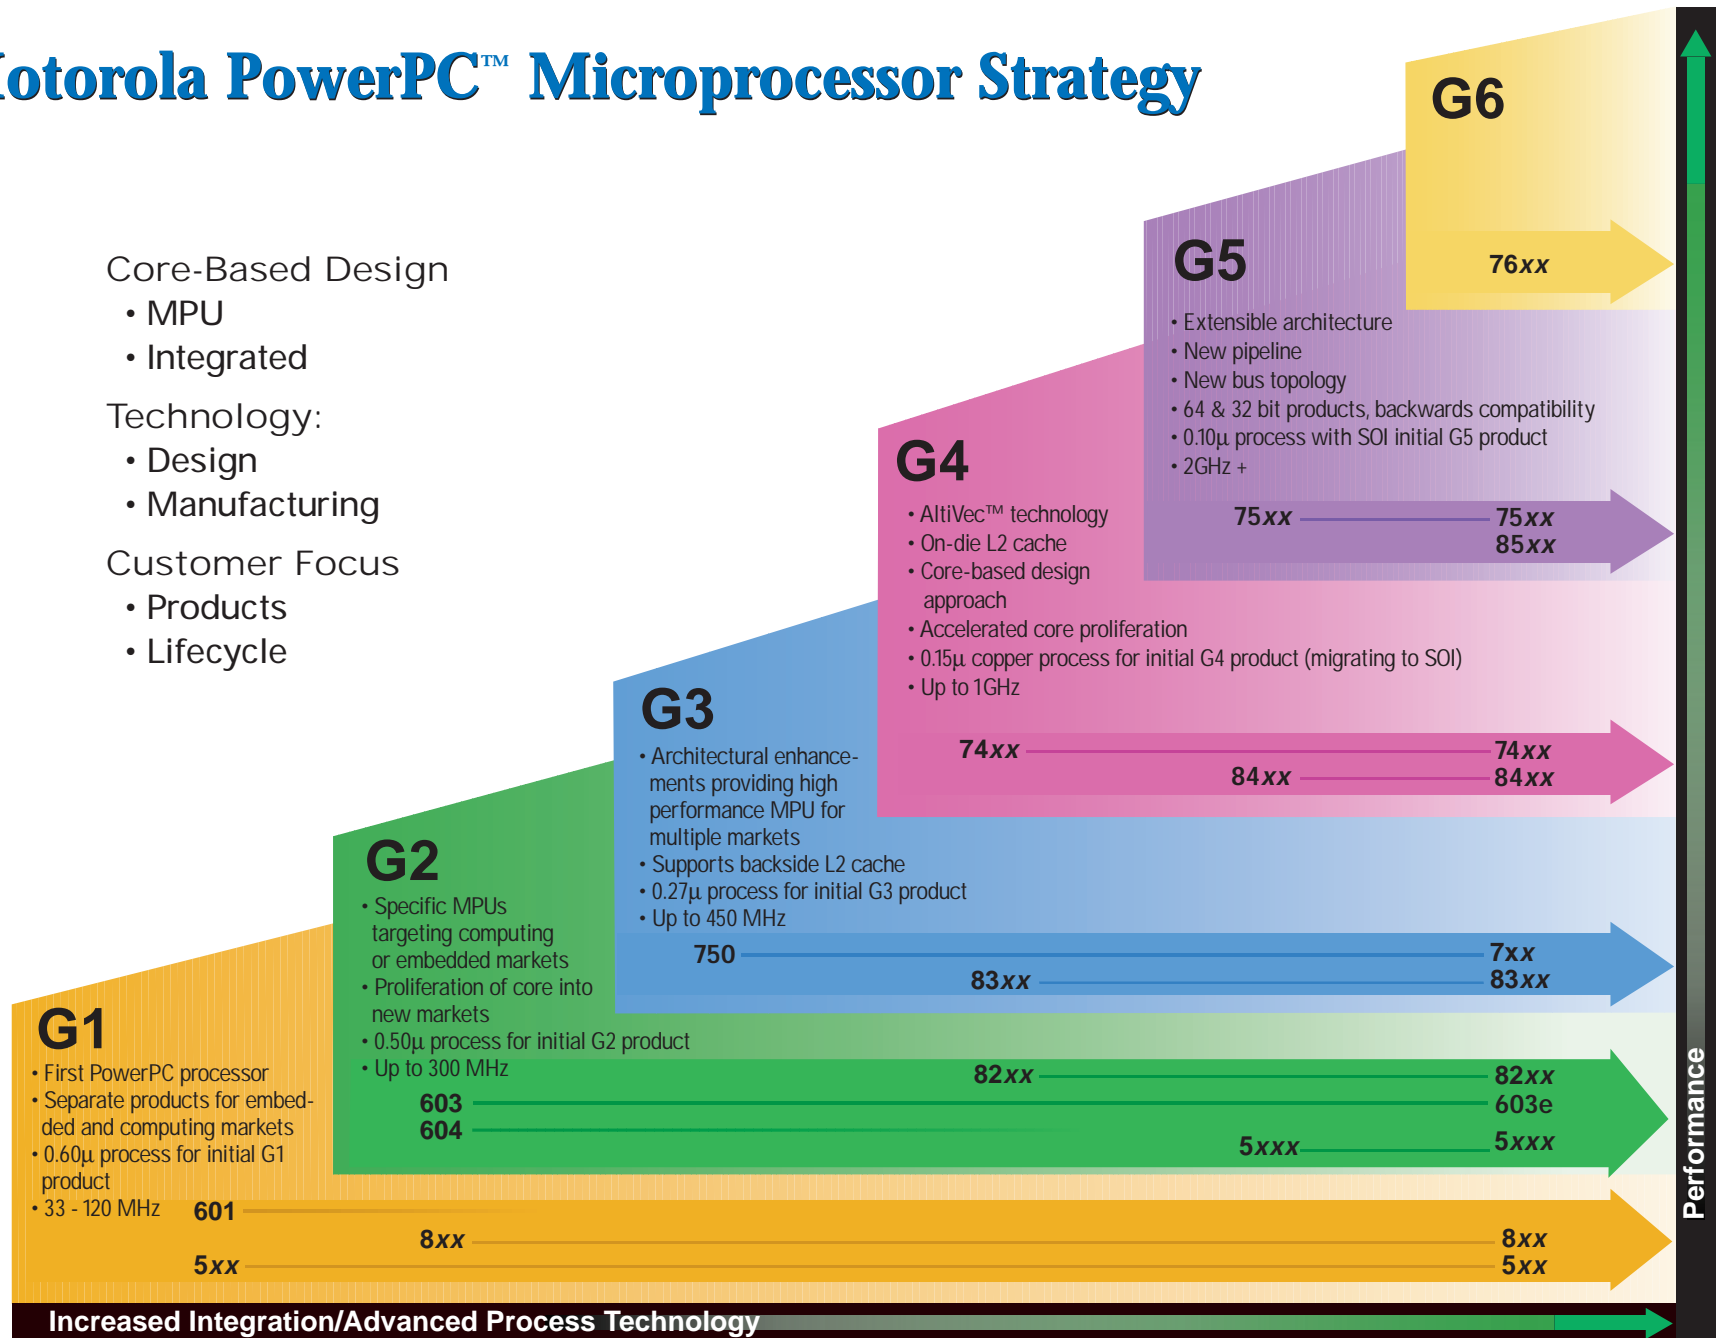 otorola PowerPC™ Microprocessor Strategy
Core-Based Design
• MPU
• Integrated
Technology:
• Design
• Manufacturing
Customer Focus
• Products
• Lifecycle
G6
76xx
G5
• Extensible architecture
• New pipeline
• New bus topology
• 64 & 32 bit products, backwards compatibility
• 0.10µ process with SOI initial G5 product
• 2GHz +
75xx 75xx
85xx
G4
• AltiVec™ technology
• On-die L2 cache
• Core-based design
approach
• Accelerated core proliferation
• 0.15µ copper process for initial G4 product (migrating to SOI)
• Up to 1GHz
74xx 74xx
84xx 84xx
G3
• Architectural enhance-
ments providing high
performance MPU for
multiple markets
• Supports backside L2 cache
• 0.27µ process for initial G3 product
• Up to 450 MHz
750 7xx
83xx 83xx
G2
• Specific MPUs
targeting computing
or embedded markets
• Proliferation of core into
new markets
• 0.50µ process for initial G2 product
• Up to 300 MHz
82xx 82xx
603 603e
604
5xxx 5xxx
G1
• First PowerPC processor
• Separate products for embed-
ded and computing markets
• 0.60µ process for initial G1
product
• 33 - 120 MHz
601
8xx 8xx
5xx 5xx
Increased Integration/Advanced Process Technology
Performance